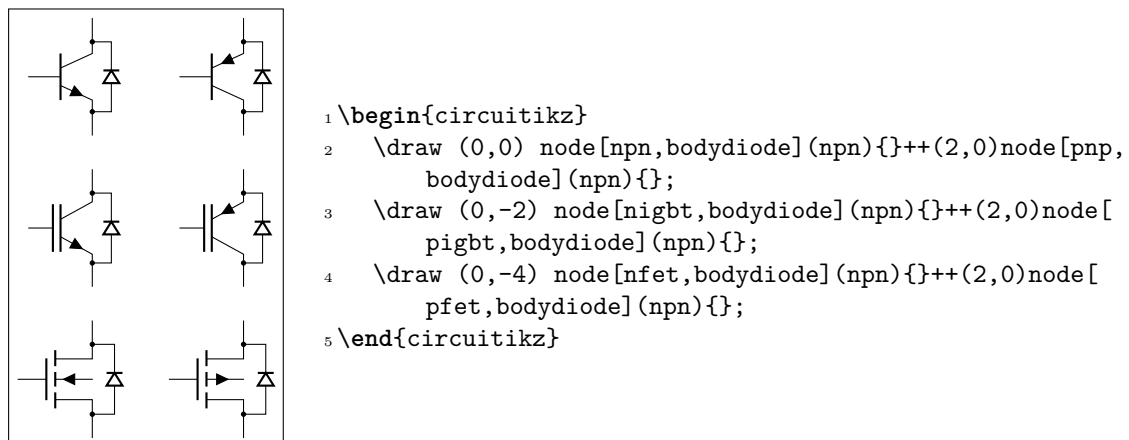 1 \begin{circuitikz}
2 \draw (0,0) node[npn,bodydiode](npn){}++(2,0)node[pnp,
bodydiode](npn){};
3 \draw (0,-2) node[nigbt,bodydiode](npn){}++(2,0)node[
pigbt,bodydiode](npn){};
4 \draw (0,-4) node[nfet,bodydiode](npn){}++(2,0)node[
pfet,bodydiode](npn){};
5 \end{circuitikz}